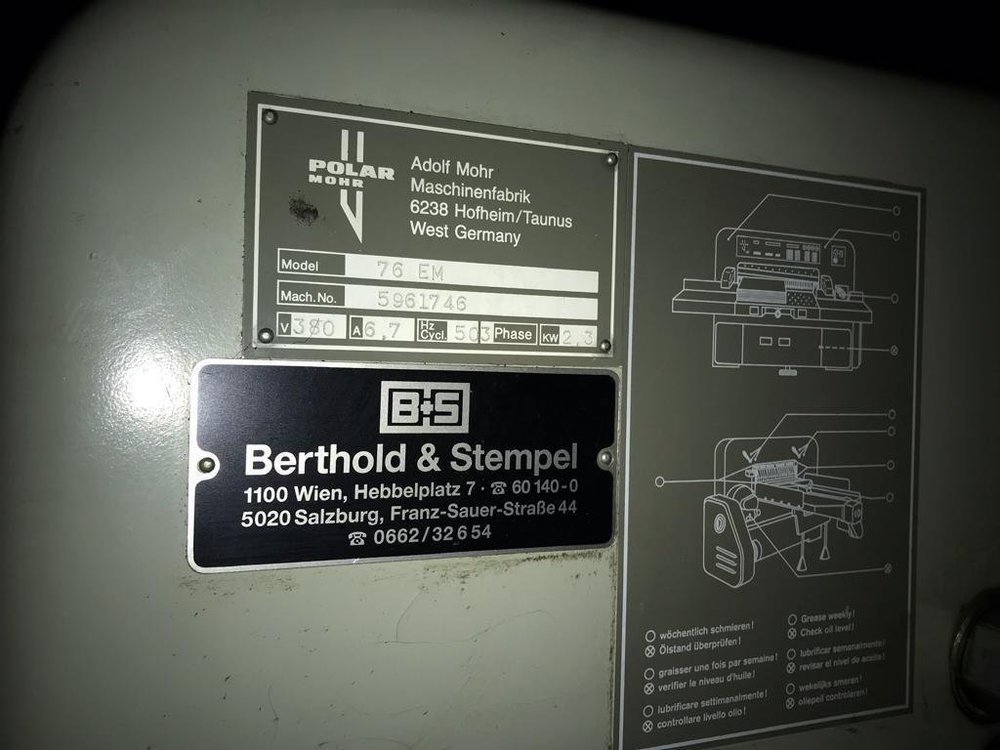 POLAR
MOHR
Adolf Mohr
Maschinenfabrik
6238 Hofheim/Taunus
West Germany
Model 76 EM
Mach.No. 5961746
V 380 A 6,7 Hz Cycl. 50 3 Phase KW 2,3
B+S
Berthold & Stempel
1100 Wien, Hebbelplatz 7 · ☎ 60 140-0
5020 Salzburg, Franz-Sauer-Straße 44
☎ 0662/32 6 54
wöchentlich schmieren!
Ölstand überprüfen!
graisser une fois par semaine!
verifier le niveau d'huile!
lubrificare settimanalmente!
controllare livello olio!
Grease weekly!
Check oil level!
lubrificar semanalmente!
revisar el nivel de aceite!
wekelijks smeren!
oliepeil controleren!